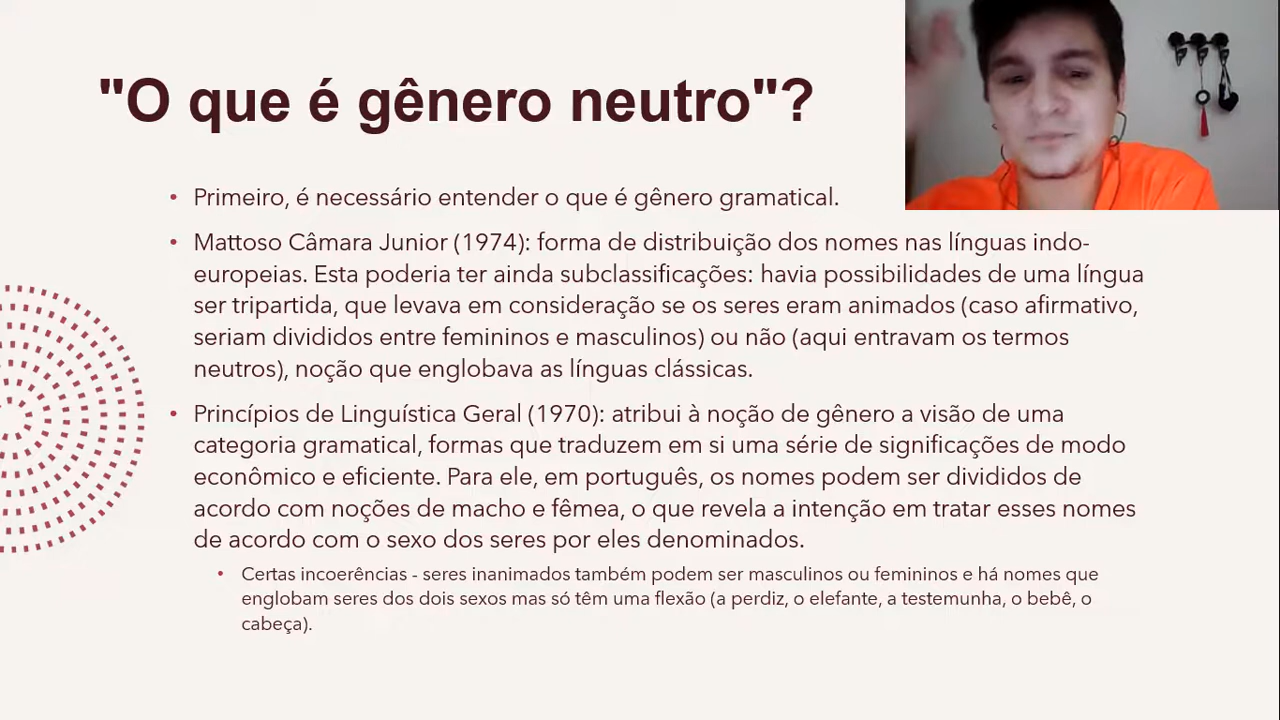 "O que é gênero neutro"?
• Primeiro, é necessário entender o que é gênero gramatical.
• Mattoso Câmara Junior (1974): forma de distribuição dos nomes nas línguas indo-
europeias. Esta poderia ter ainda subclassificações: havia possibilidades de uma língua
ser tripartida, que levava em consideração se os seres eram animados (caso afirmativo,
seriam divididos entre femininos e masculinos) ou não (aqui entravam os termos
neutros), noção que englobava as línguas clássicas.
• Princípios de Linguística Geral (1970): atribui à noção de gênero a visão de uma
categoria gramatical, formas que traduzem em si uma série de significações de modo
econômico e eficiente. Para ele, em português, os nomes podem ser divididos de
acordo com noções de macho e fêmea, o que revela a intenção em tratar esses nomes
de acordo com o sexo dos seres por eles denominados.
• Certas incoerências - seres inanimados também podem ser masculinos ou femininos e há nomes que
englobam seres dos dois sexos mas só têm uma flexão (a perdiz, o elefante, a testemunha, o bebê, o
cabeça).